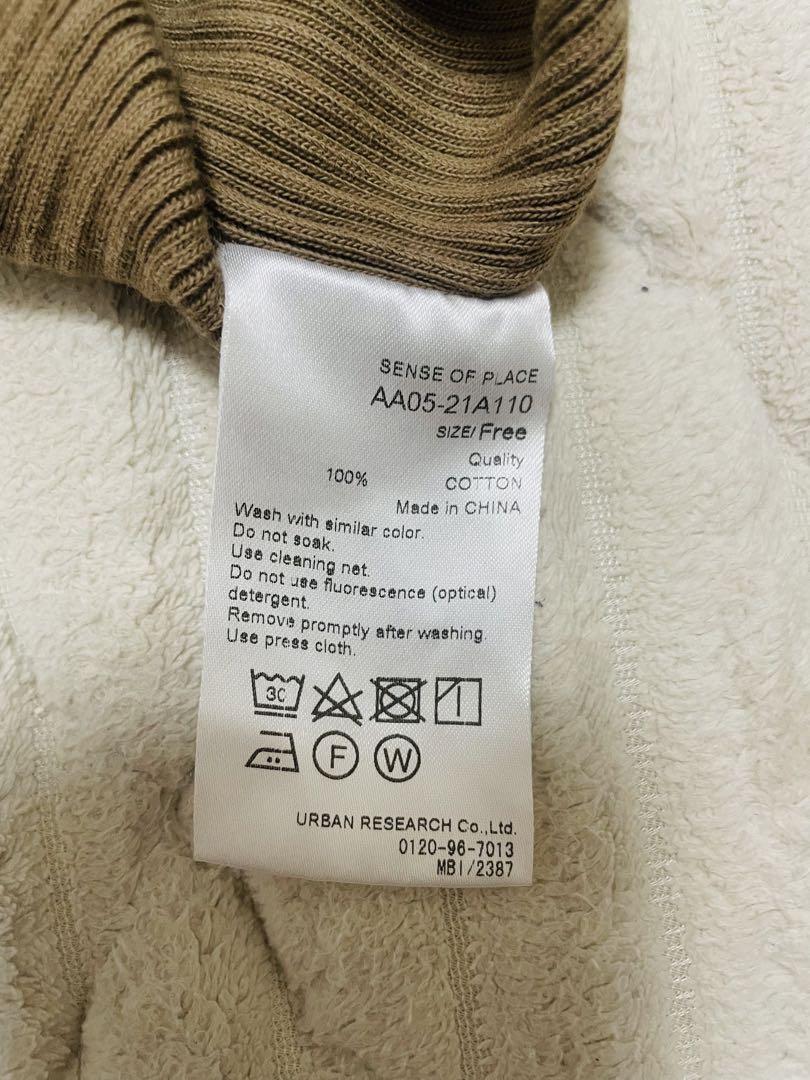 SENSE OF PLACE
AA05-21A110
SIZE/Free
Quality
100% COTTON
Made in CHINA
Wash with similar color.
Do not soak.
Use cleaning net.
Do not use fluorescence (optical)
detergent.
Remove promptly after washing.
Use press cloth.
30
F W
URBAN RESEARCH Co.,Ltd.
0120-96-7013
MBI/2387